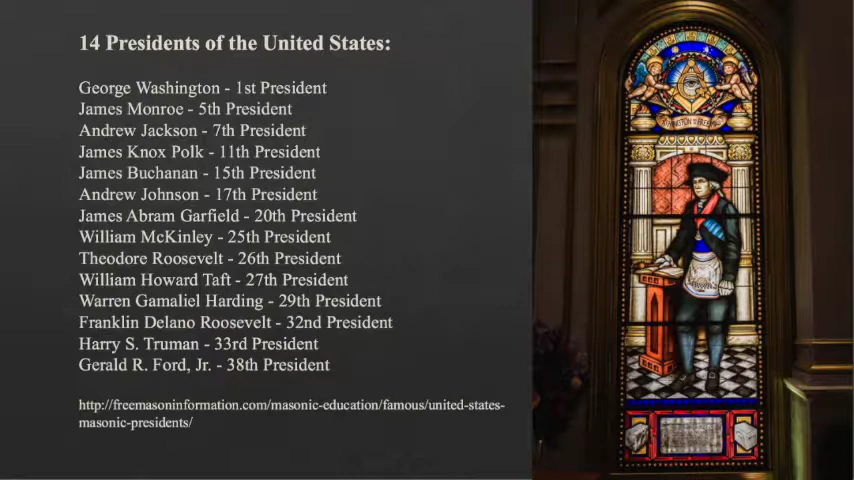 14 Presidents of the United States:
George Washington - 1st President
James Monroe - 5th President
Andrew Jackson - 7th President
James Knox Polk - 11th President
James Buchanan - 15th President
Andrew Johnson - 17th President
James Abram Garfield - 20th President
William McKinley - 25th President
Theodore Roosevelt - 26th President
William Howard Taft - 27th President
Warren Gamaliel Harding - 29th President
Franklin Delano Roosevelt - 32nd President
Harry S. Truman - 33rd President
Gerald R. Ford, Jr. - 38th President
http://freemasoninformation.com/masonic-education/famous/united-states-
masonic-presidents/